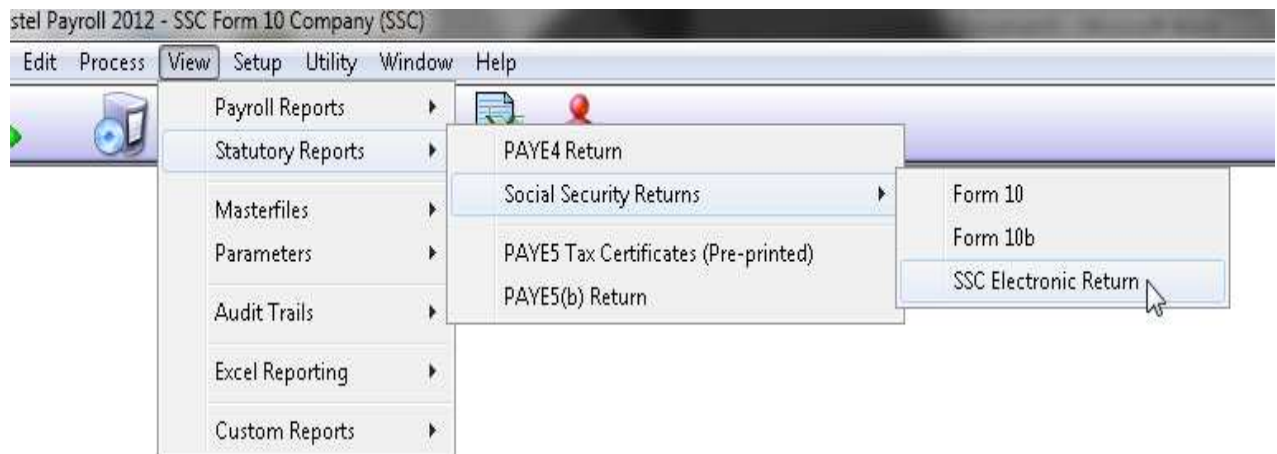 stel Payroll 2012 - SSC Form 10 Company (SSC)
Edit Process View Setup Utility Window Help
Payroll Reports
Statutory Reports
Masterfiles
Parameters
Audit Trails
Excel Reporting
Custom Reports
PAYE4 Return
Social Security Returns
PAYE5 Tax Certificates (Pre-printed)
PAYE5(b) Return
Form 10
Form 10b
SSC Electronic Return